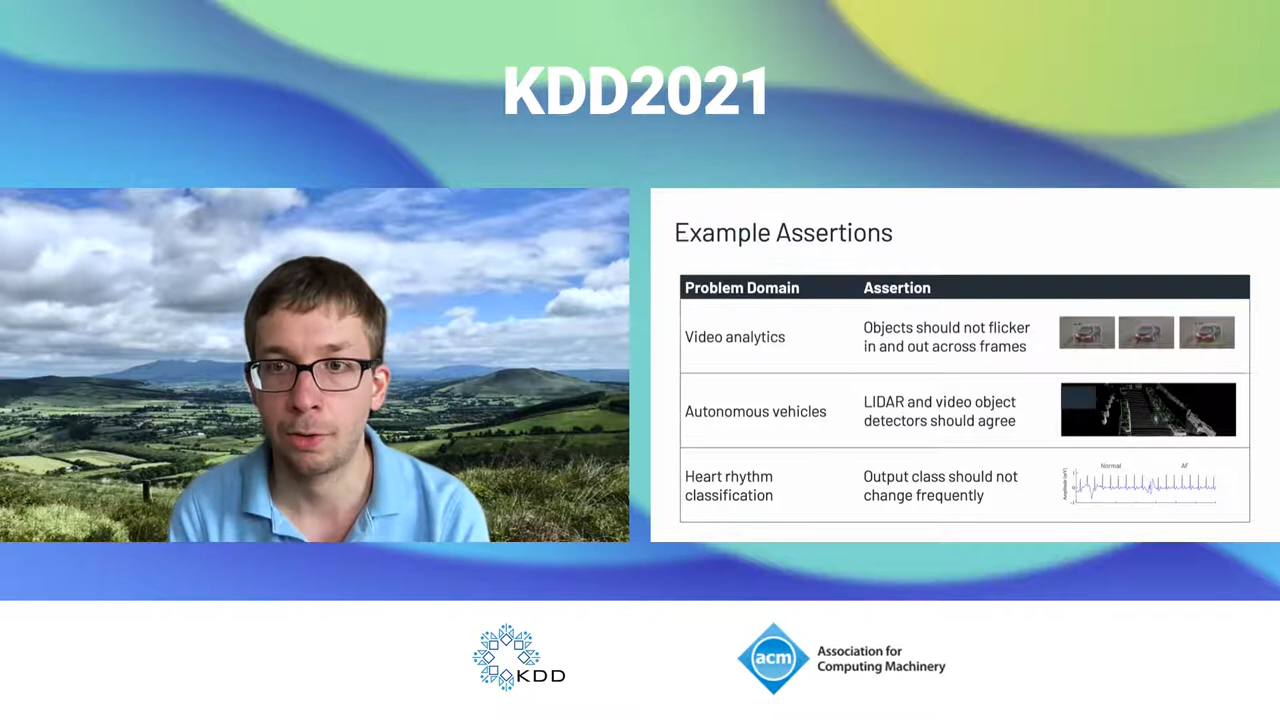 KDD2021
Example Assertions
Problem Domain Assertion
Video analytics
Objects should not flicker
in and out across frames
Autonomous vehicles
LIDAR and video object
detectors should agree
Heart rhythm
classification
Output class should not
change frequently
Normal AF
Amplitude (mV)
KDD
acm
Association for
Computing Machinery